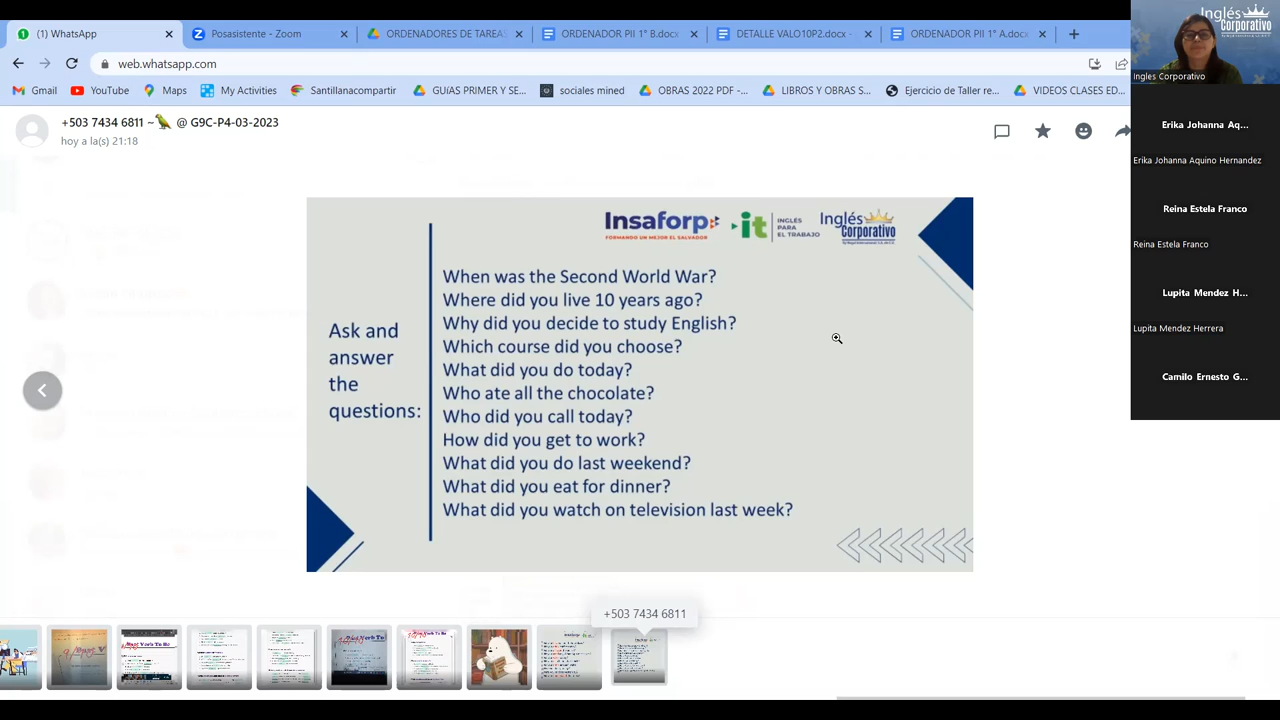 (1) WhatsApp
Posasistente - Zoom
ORDENADORES DE TAREAS
ORDENADOR PII 1° B.docx
DETALLE VALO10P2.docx -
ORDENADOR PII 1° A.docx
web.whatsapp.com
Gmail
YouTube
Maps
My Activities
Santillanacompartir
GUÍAS PRIMER Y SE...
sociales mined
OBRAS 2022 PDF -...
LIBROS Y OBRAS S...
Ejercicio de Taller re...
VIDEOS CLASES ED...
+503 7434 6811 ~ @ G9C-P4-03-2023
hoy a la(s) 21:18
Insaforp
FORMANDO UN MEJOR EL SALVADOR
it
INGLÉS
PARA
EL TRABAJO
Inglés
Corporativo
Ask and
answer
the
questions:
When was the Second World War?
Where did you live 10 years ago?
Why did you decide to study English?
Which course did you choose?
What did you do today?
Who ate all the chocolate?
Who did you call today?
How did you get to work?
What did you do last weekend?
What did you eat for dinner?
What did you watch on television last week?
+503 7434 6811
Inglés
Corporativo
Ingles Corporativo
Erika Johanna Aq...
Erika Johanna Aquino Hernandez
Reina Estela Franco
Reina Estela Franco
Lupita Mendez H...
Lupita Mendez Herrera
Camilo Ernesto G...